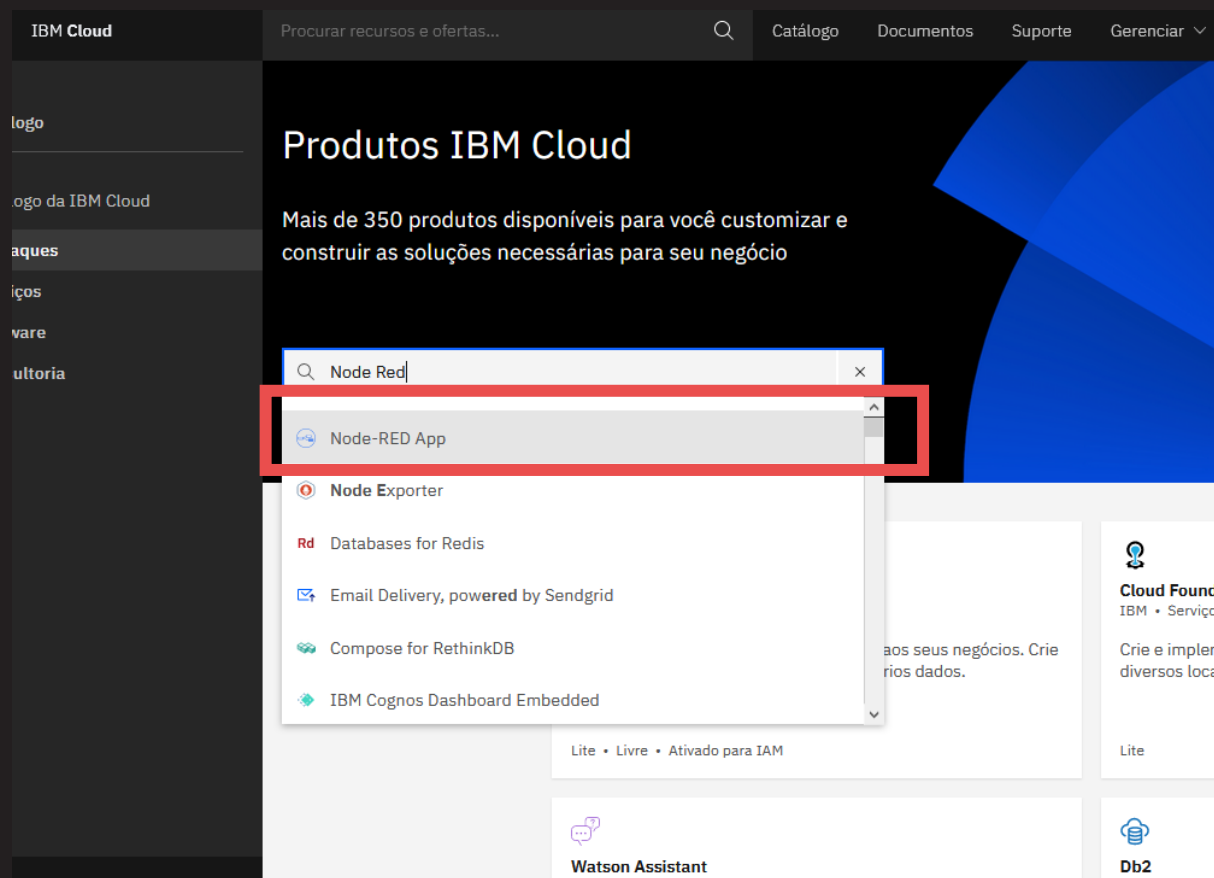 IBM Cloud
Procurar recursos e ofertas...
Catálogo
Documentos
Suporte
Gerenciar
logo
logo da IBM Cloud
aques
iços
ware
ultoria
Produtos IBM Cloud
Mais de 350 produtos disponíveis para você customizar e
construir as soluções necessárias para seu negócio
Node Red
Node-RED App
Node Exporter
Rd Databases for Redis
Email Delivery, powered by Sendgrid
Compose for RethinkDB
IBM Cognos Dashboard Embedded
aos seus negócios. Crie
rios dados.
Lite • Livre • Ativado para IAM
Cloud Found
IBM • Serviço
Crie e impler
diversos loca
Lite
Watson Assistant
Db2